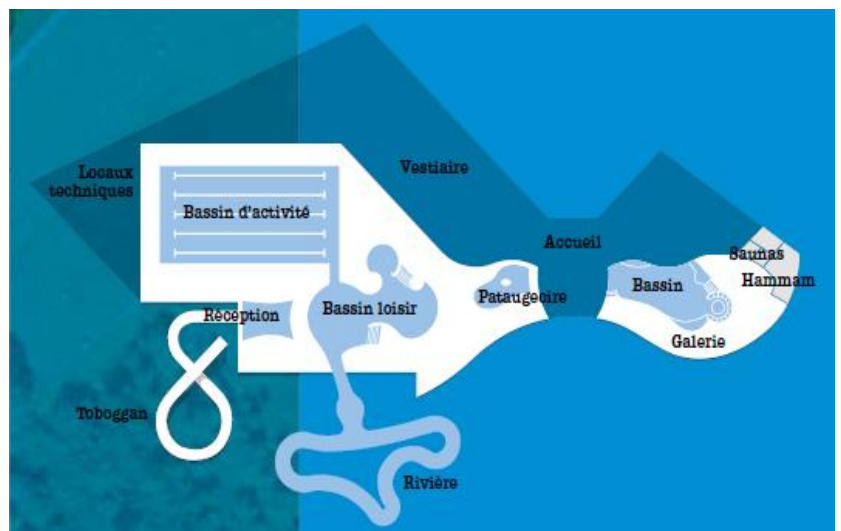 Vestiaire
Locaux
techniques
Bassin d'activité
Accueil
Saunas
Hammam
Bassin
Pataugeoire
Bassin loisir
Réception
Galerie
Toboggan
Rivière